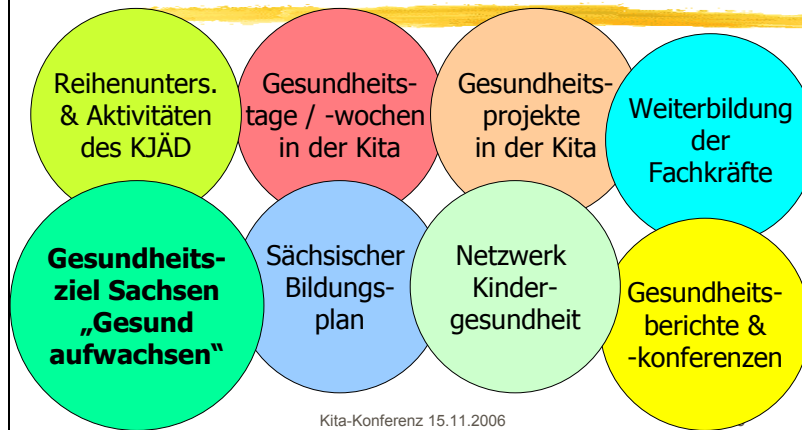 Reihenunters.
& Aktivitäten
des KJÄD
Gesundheits-
tage / -wochen
in der Kita
Gesundheits-
projekte
in der Kita
Weiterbildung
der
Fachkräfte
Gesundheits-
ziel Sachsen
„Gesund
aufwachsen“
Sächsischer
Bildungs-
plan
Netzwerk
Kinder-
gesundheit
Gesundheits-
berichte &
-konferenzen
Kita-Konferenz 15.11.2006